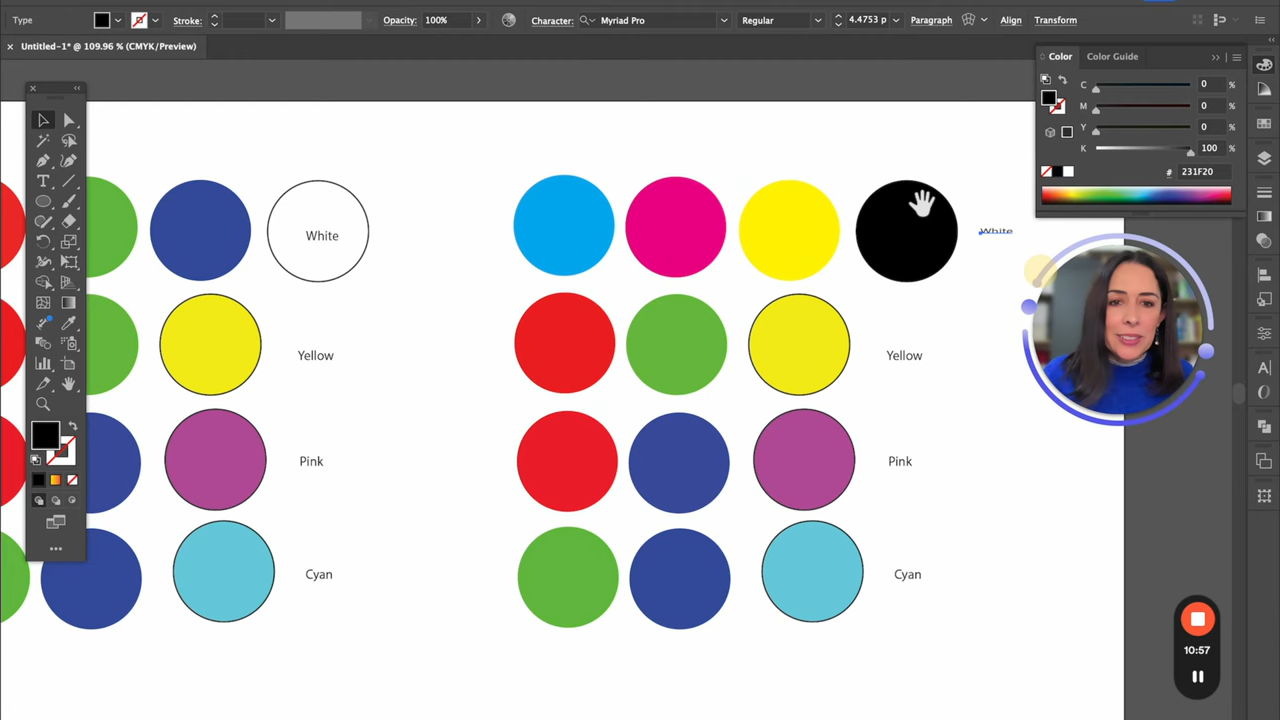 Type Stroke: Opacity: 100% Character: Myriad Pro Regular 4.4753 p Paragraph Align Transform
× Untitled-1* @ 109.96 % (CMYK/Preview)
Color Color Guide
C 0 %
M 0 %
Y 0 %
K 100 %
# 231F20
White
White
Yellow
Yellow
Pink
Pink
Cyan
Cyan
10:57